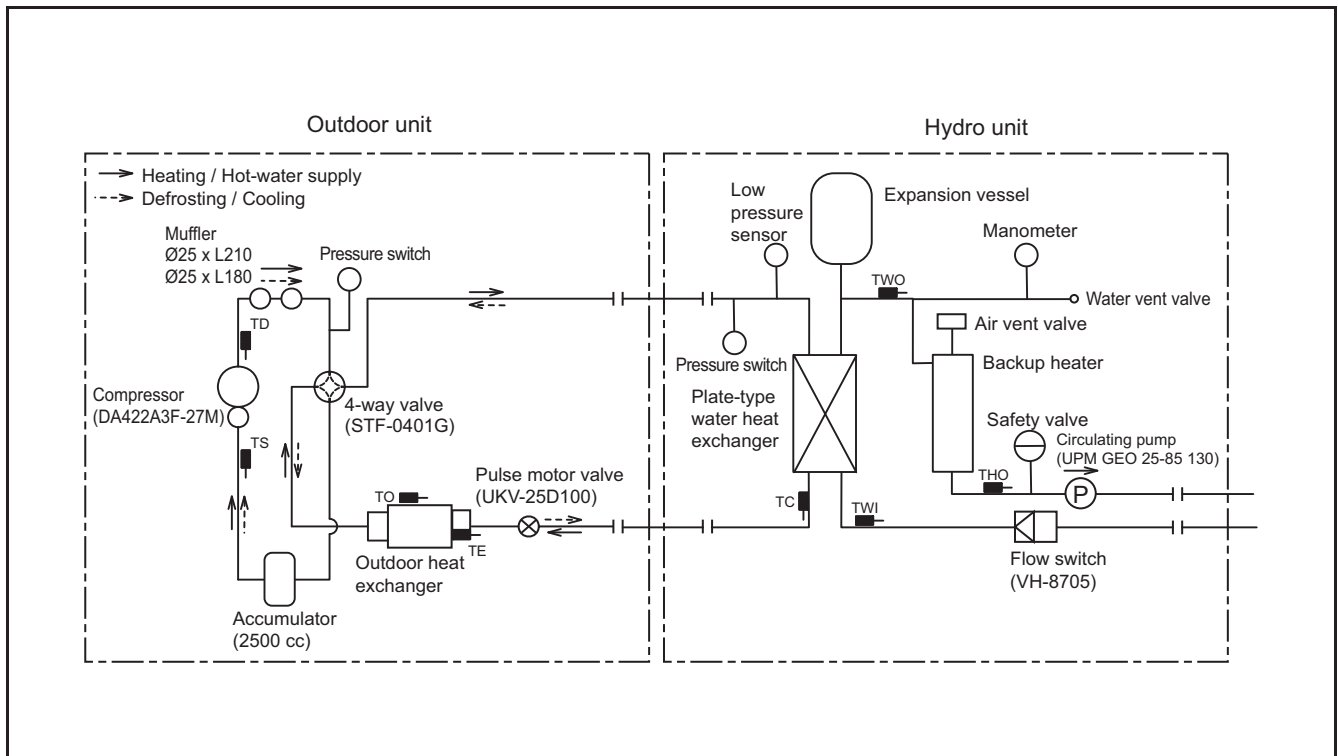 Outdoor unit
Heating / Hot-water supply
Defrosting / Cooling
Muffler
Ø25 x L210
Ø25 x L180
Pressure switch
TD
Compressor
(DA422A3F-27M)
4-way valve
(STF-0401G)
TS
Pulse motor valve
(UKV-25D100)
TO
TE
Outdoor heat
exchanger
Accumulator
(2500 cc)
Hydro unit
Low
pressure
sensor
Expansion vessel
Manometer
TWO
Water vent valve
Air vent valve
Pressure switch
Backup heater
Plate-type
water heat
exchanger
Safety valve
Circulating pump
(UPM GEO 25-85 130)
THO
P
TC
TWI
Flow switch
(VH-8705)